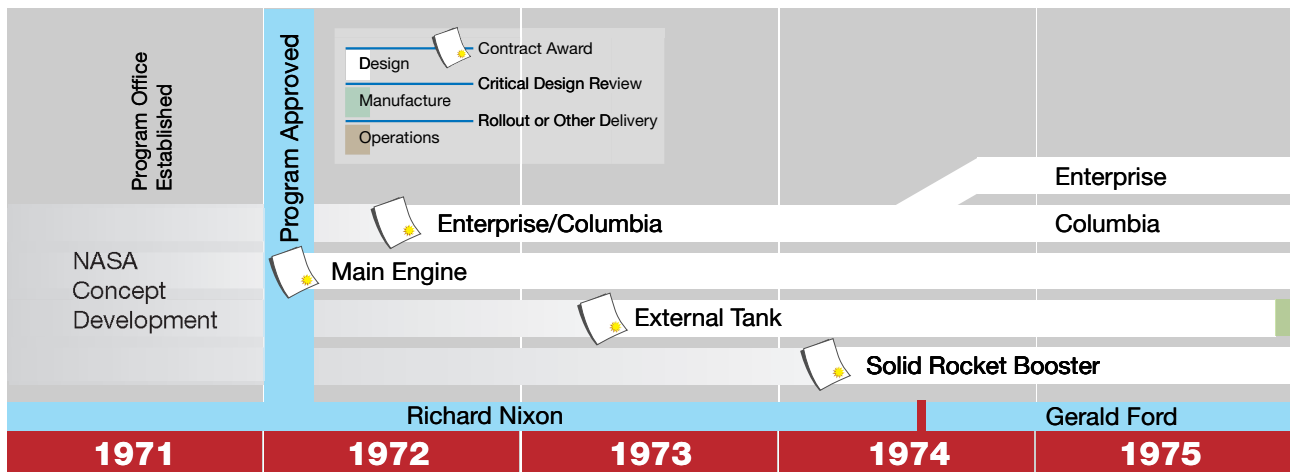 Program Office
Established
Program Approved
Contract Award
Design
Critical Design Review
Manufacture
Rollout or Other Delivery
Operations
Enterprise
Enterprise/Columbia
Columbia
NASA
Concept
Development
Main Engine
External Tank
Solid Rocket Booster
Richard Nixon
Gerald Ford
1971
1972
1973
1974
1975